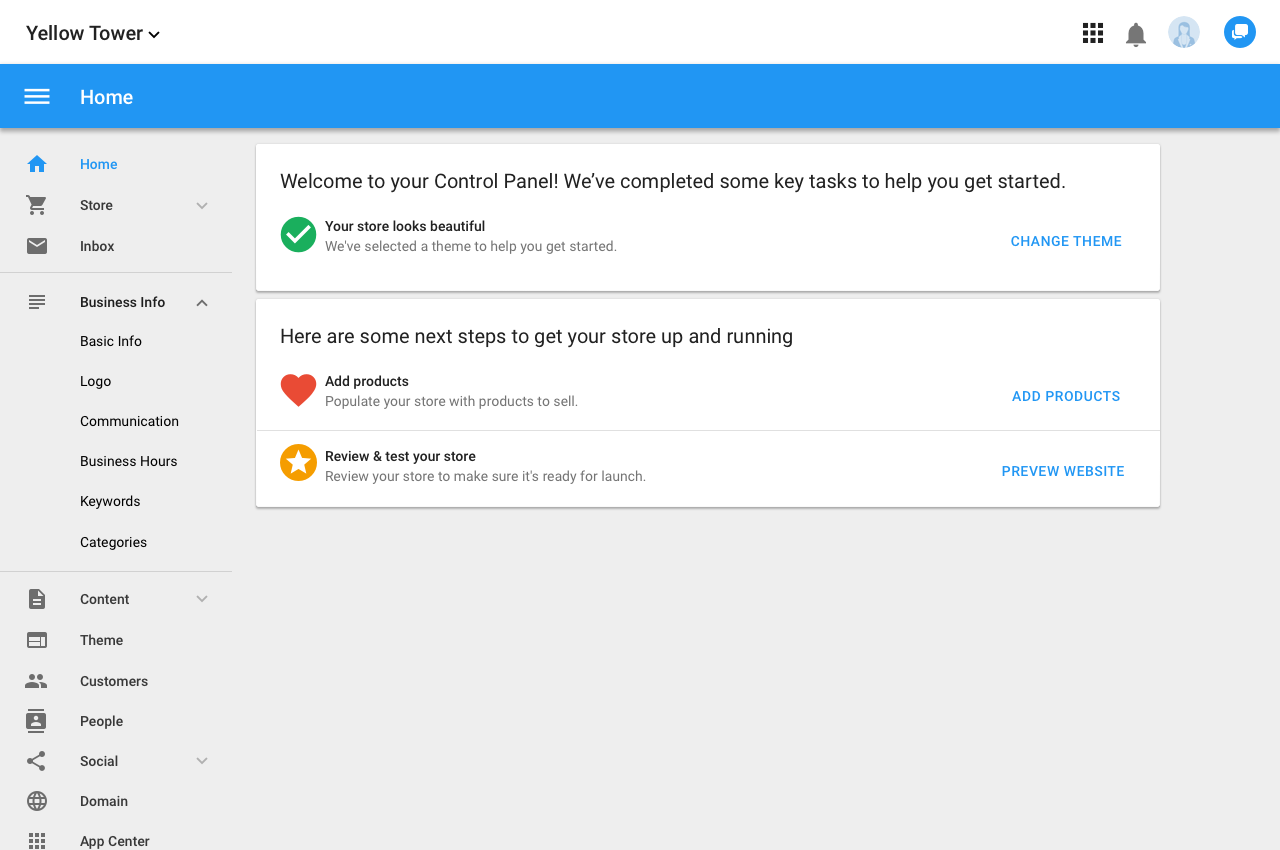 Yellow Tower
Home
Home
Store
Inbox
Business Info
Basic Info
Logo
Communication
Business Hours
Keywords
Categories
Content
Theme
Customers
People
Social
Domain
App Center
Welcome to your Control Panel! We’ve completed some key tasks to help you get started.
Your store looks beautiful
We've selected a theme to help you get started.
CHANGE THEME
Here are some next steps to get your store up and running
Add products
Populate your store with products to sell.
ADD PRODUCTS
Review & test your store
Review your store to make sure it's ready for launch.
PREVEW WEBSITE